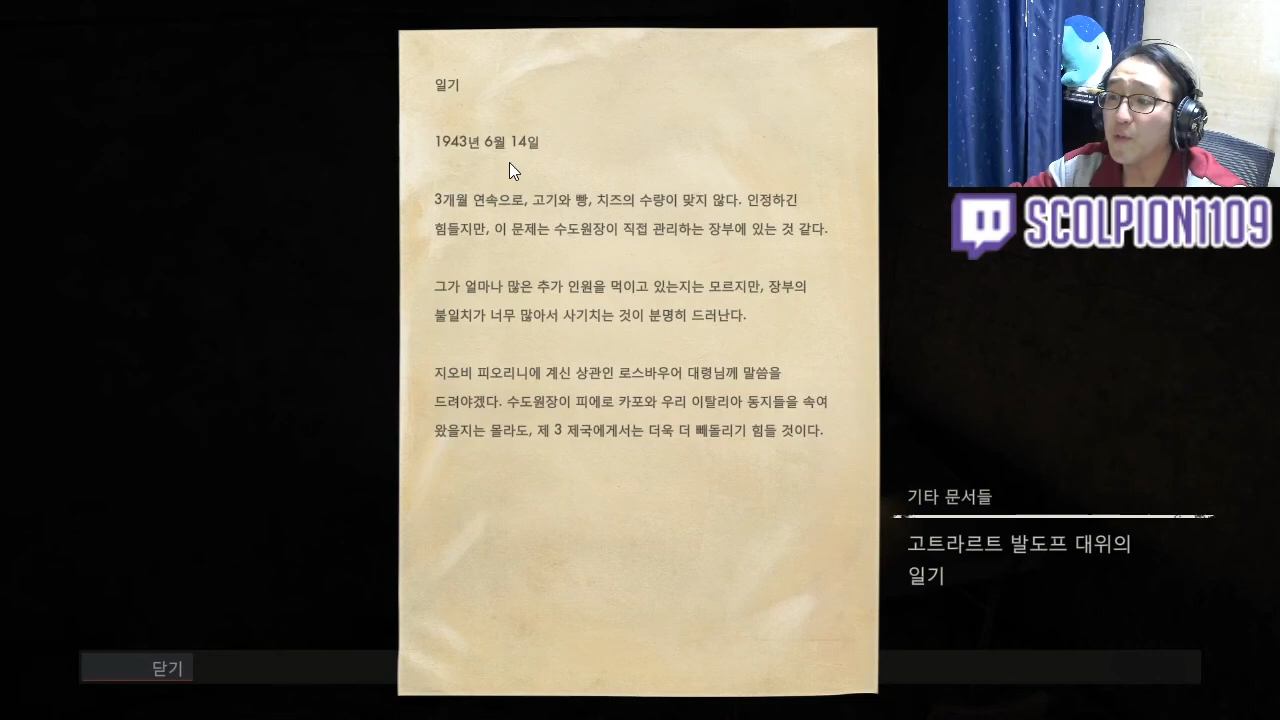 일기
1943년 6월 14일
3개월 연속으로, 고기와 빵, 치즈의 수량이 맞지 않다. 인정하긴
힘들지만, 이 문제는 수도원장이 직접 관리하는 장부에 있는 것 같다.
그가 얼마나 많은 추가 인원을 먹이고 있는지는 모르지만, 장부의
불일치가 너무 많아서 사기치는 것이 분명히 드러난다.
지오비 피오리니에 계신 상관인 로스바우어 대령님께 말씀을
드려야겠다. 수도원장이 피에로 카포와 우리 이탈리아 동지들을 속여
왔을지는 몰라도, 제 3 제국에게서는 더욱 더 빼돌리기 힘들 것이다.
SCOLPION1109
기타 문서들
고트라르트 발도프 대위의
일기
닫기